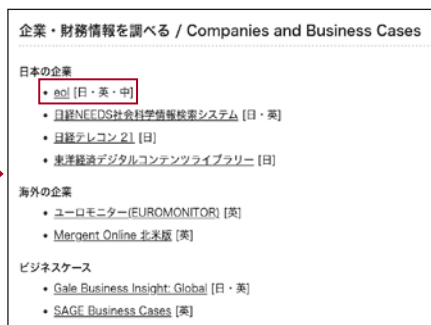 企業・財務情報を調べる / Companies and Business Cases
日本の企業
• eol [日・英・中]
• 日経NEEDS社会科学情報検索システム [日・英]
• 日経テレコン 21 [日]
• 東洋経済デジタルコンテンツライブラリー [日]
海外の企業
• ユーロモニター(EUROMONITOR) [英]
• Mergent Online 北米版 [英]
ビジネスケース
• Gale Business Insight: Global [日・英]
• SAGE Business Cases [英]